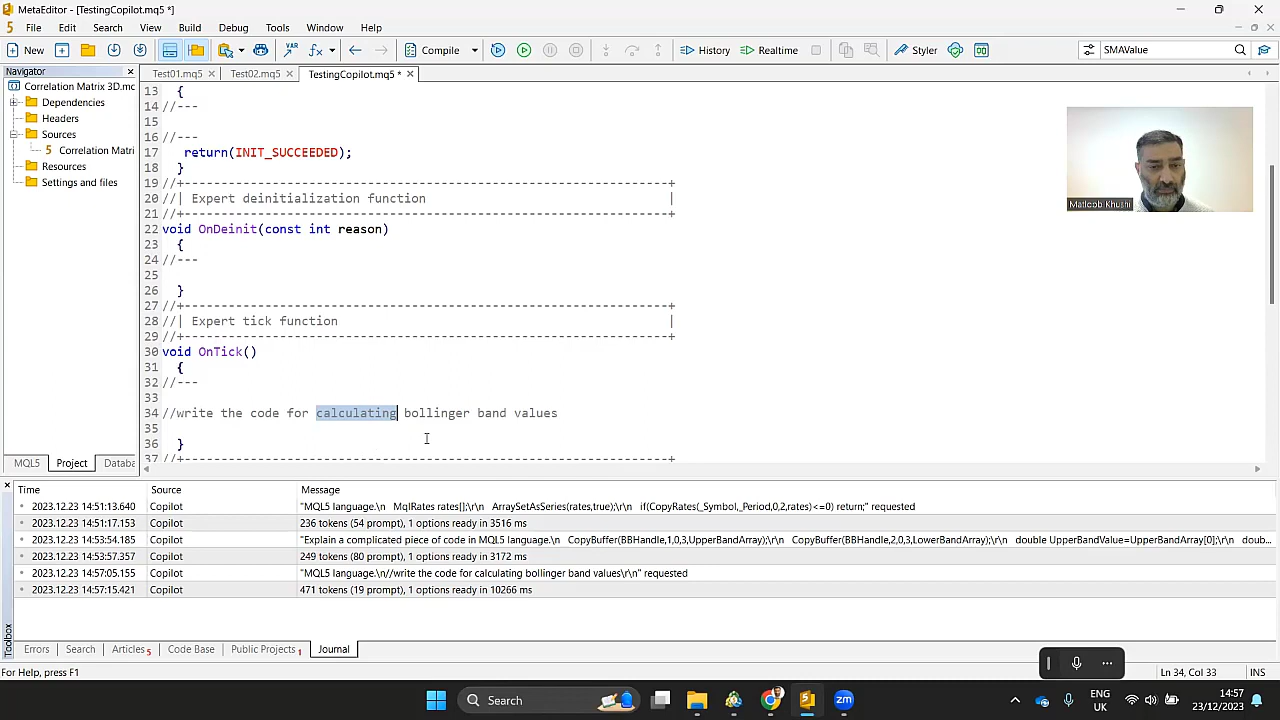 MetaEditor - [TestingCopilot.mq5 *]
5 File Edit Search View Build Debug Tools Window Help
New Compile History Realtime Styler SMAValue
Navigator
Correlation Matrix 3D.mc
Dependencies
Headers
Sources
5 Correlation Matri
Resources
Settings and files
MQL5 Project Databa
Test01.mq5 Test02.mq5 TestingCopilot.mq5 *
13 {
14 //---
15
16 //---
17 return(INIT_SUCCEEDED);
18 }
19 //+------------------------------------------------------------------+
20 //| Expert deinitialization function |
21 //+------------------------------------------------------------------+
22 void OnDeinit(const int reason)
23 {
24 //---
25
26 }
27 //+------------------------------------------------------------------+
28 //| Expert tick function |
29 //+------------------------------------------------------------------+
30 void OnTick()
31 {
32 //---
33
34 //write the code for calculating bollinger band values
35
36 }
37 //+------------------------------------------------------------------+
Matloob Khushi
Time Source Message
2023.12.23 14:51:13.640 Copilot "MQL5 language.\n MqlRates rates[];\r\n ArraySetAsSeries(rates,true);\r\n if(CopyRates(_Symbol,_Period,0,2,rates)<=0) return;" requested
2023.12.23 14:51:17.153 Copilot 236 tokens (54 prompt), 1 options ready in 3516 ms
2023.12.23 14:53:54.185 Copilot "Explain a complicated piece of code in MQL5 language.\n CopyBuffer(BBHandle,1,0,3,UpperBandArray);\r\n CopyBuffer(BBHandle,2,0,3,LowerBandArray);\r\n double UpperBandValue=UpperBandArray[0];\r\n doub...
2023.12.23 14:53:57.357 Copilot 249 tokens (80 prompt), 1 options ready in 3172 ms
2023.12.23 14:57:05.155 Copilot "MQL5 language.\n//write the code for calculating bollinger band values\r\n" requested
2023.12.23 14:57:15.421 Copilot 471 tokens (19 prompt), 1 options ready in 10266 ms
Toolbox
Errors Search Articles 5 Code Base Public Projects 1 Journal
For Help, press F1 Ln 34, Col 33 INS
Search
ENG
UK
14:57
23/12/2023